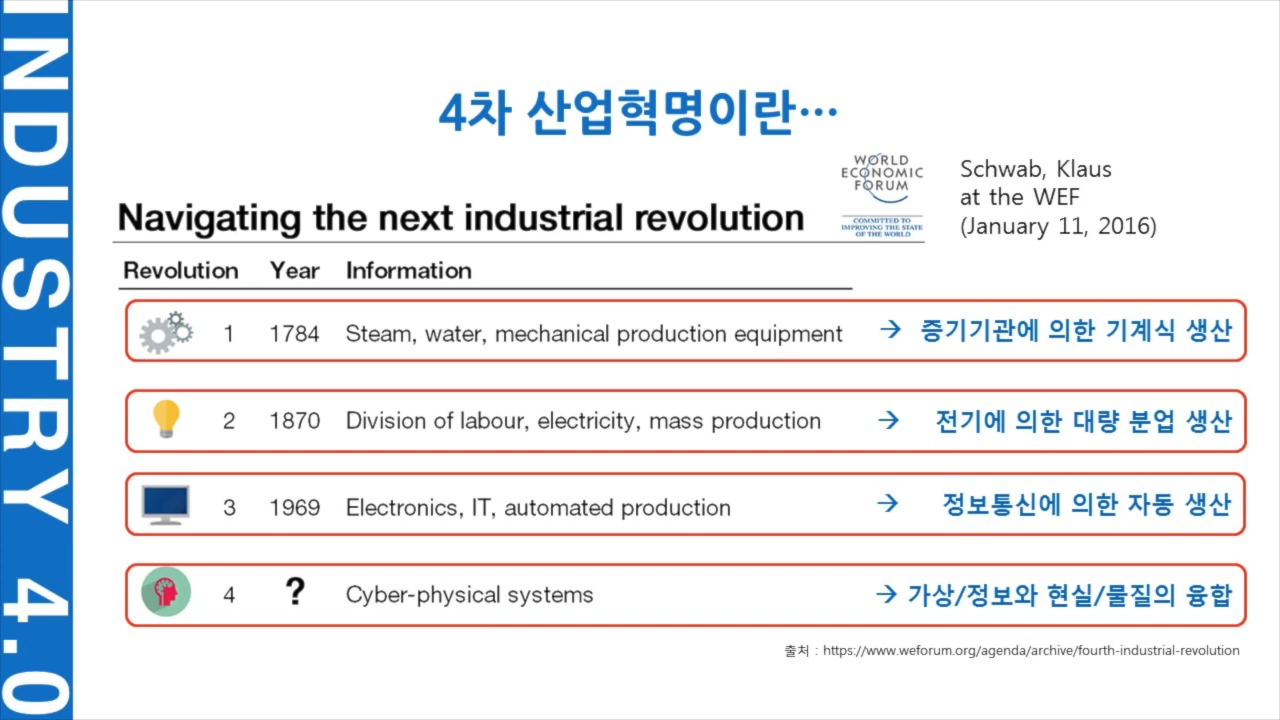 INDUSTRY 4.0
4차 산업혁명이란…
WORLD
ECONOMIC
FORUM
COMMITTED TO
IMPROVING THE STATE
OF THE WORLD
Schwab, Klaus
at the WEF
(January 11, 2016)
Navigating the next industrial revolution
Revolution Year Information
1 1784 Steam, water, mechanical production equipment →증기기관에 의한 기계식 생산
2 1870 Division of labour, electricity, mass production → 전기에 의한 대량 분업 생산
3 1969 Electronics, IT, automated production → 정보통신에 의한 자동 생산
4 ? Cyber-physical systems → 가상/정보와 현실/물질의 융합
출처 : https://www.weforum.org/agenda/archive/fourth-industrial-revolution